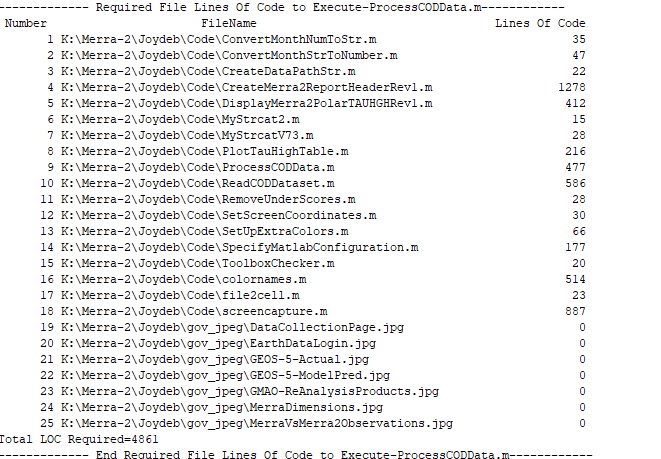 ------------- Required File Lines Of Code to Execute-ProcessCODData.m-------------
Number FileName Lines Of Code
1 K:\Merra-2\Joydeb\Code\ConvertMonthNumToStr.m 35
2 K:\Merra-2\Joydeb\Code\ConvertMonthStrToNumber.m 47
3 K:\Merra-2\Joydeb\Code\CreateDataPathStr.m 22
4 K:\Merra-2\Joydeb\Code\CreateMerra2ReportHeaderRev1.m 1278
5 K:\Merra-2\Joydeb\Code\DisplayMerra2PolarTAUHGHRev1.m 412
6 K:\Merra-2\Joydeb\Code\MyStrcat2.m 15
7 K:\Merra-2\Joydeb\Code\MyStrcatV73.m 28
8 K:\Merra-2\Joydeb\Code\PlotTauHighTable.m 216
9 K:\Merra-2\Joydeb\Code\ProcessCODData.m 477
10 K:\Merra-2\Joydeb\Code\ReadCODDataset.m 586
11 K:\Merra-2\Joydeb\Code\RemoveUnderScores.m 28
12 K:\Merra-2\Joydeb\Code\SetScreenCoordinates.m 30
13 K:\Merra-2\Joydeb\Code\SetUpExtraColors.m 66
14 K:\Merra-2\Joydeb\Code\SpecifyMatlabConfiguration.m 177
15 K:\Merra-2\Joydeb\Code\ToolboxChecker.m 20
16 K:\Merra-2\Joydeb\Code\colornames.m 514
17 K:\Merra-2\Joydeb\Code\file2cell.m 23
18 K:\Merra-2\Joydeb\Code\screencapture.m 887
19 K:\Merra-2\Joydeb\gov_jpeg\DataCollectionPage.jpg 0
20 K:\Merra-2\Joydeb\gov_jpeg\EarthDataLogin.jpg 0
21 K:\Merra-2\Joydeb\gov_jpeg\GEOS-5-Actual.jpg 0
22 K:\Merra-2\Joydeb\gov_jpeg\GEOS-5-ModelPred.jpg 0
23 K:\Merra-2\Joydeb\gov_jpeg\GMAO-ReAnalysisProducts.jpg 0
24 K:\Merra-2\Joydeb\gov_jpeg\MerraDimensions.jpg 0
25 K:\Merra-2\Joydeb\gov_jpeg\MerraVsMerra2Observations.jpg 0
Total LOC Required=4861
------------- End Required File Lines Of Code to Execute-ProcessCODData.m-------------